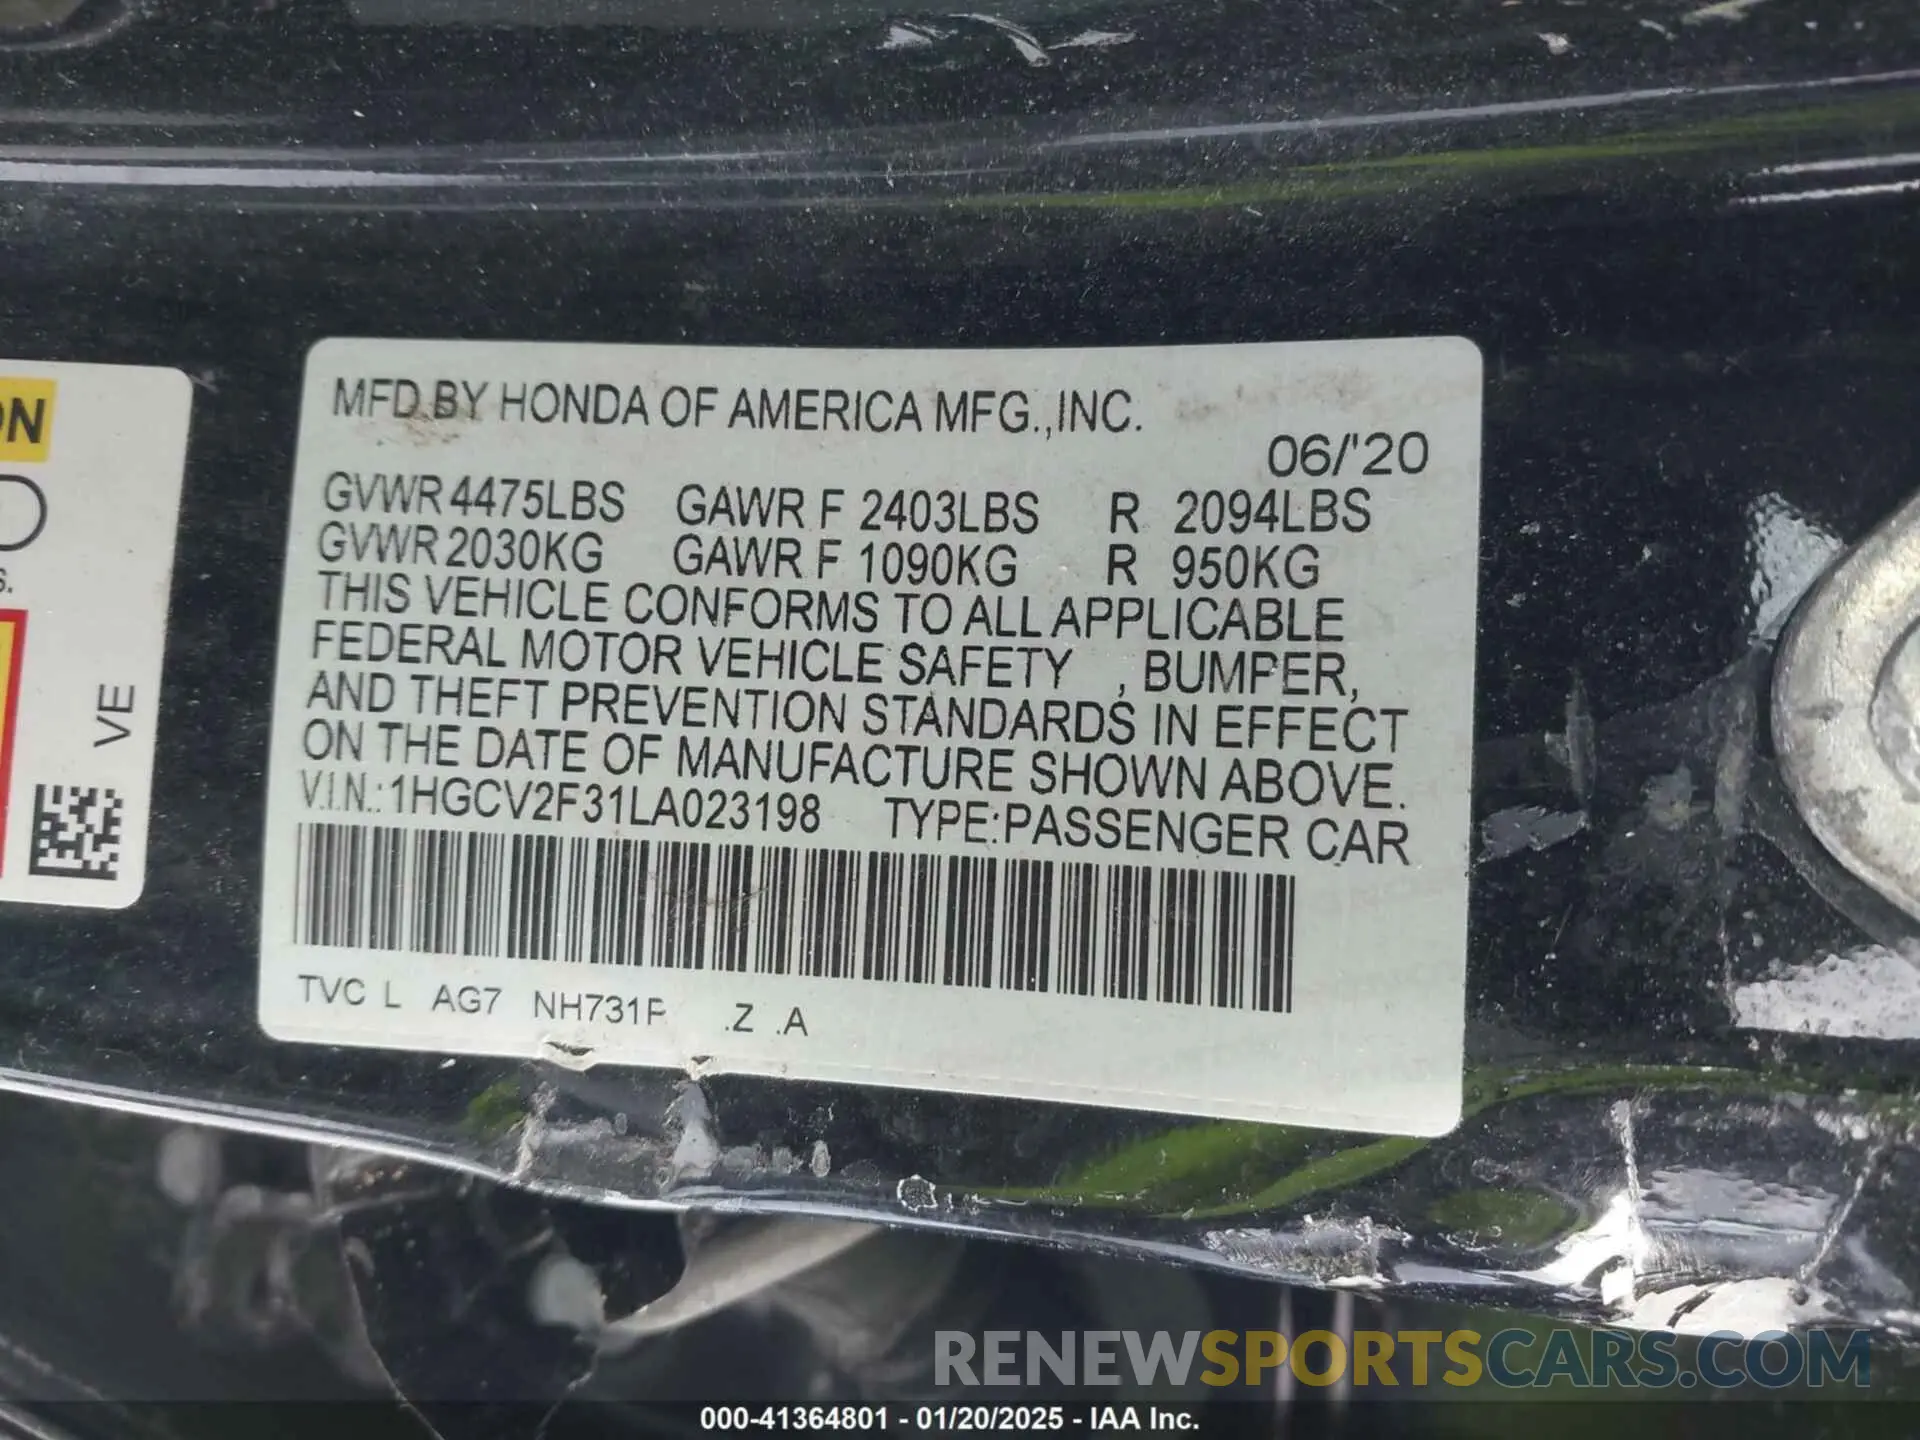 MFD BY HONDA OF AMERICA MFG.,INC.
06/'20
GVWR 4475LBS GAWR F 2403LBS R 2094LBS
GVWR 2030KG GAWR F 1090KG R 950KG
THIS VEHICLE CONFORMS TO ALL APPLICABLE
FEDERAL MOTOR VEHICLE SAFETY , BUMPER,
AND THEFT PREVENTION STANDARDS IN EFFECT
ON THE DATE OF MANUFACTURE SHOWN ABOVE.
V.I.N.: 1HGCV2F31LA023198 TYPE:PASSENGER CAR
TVC L AG7 NH731P .Z .A
VE
RENEWSPORTSCARS.COM
000-41364801 - 01/20/2025 - IAA Inc.